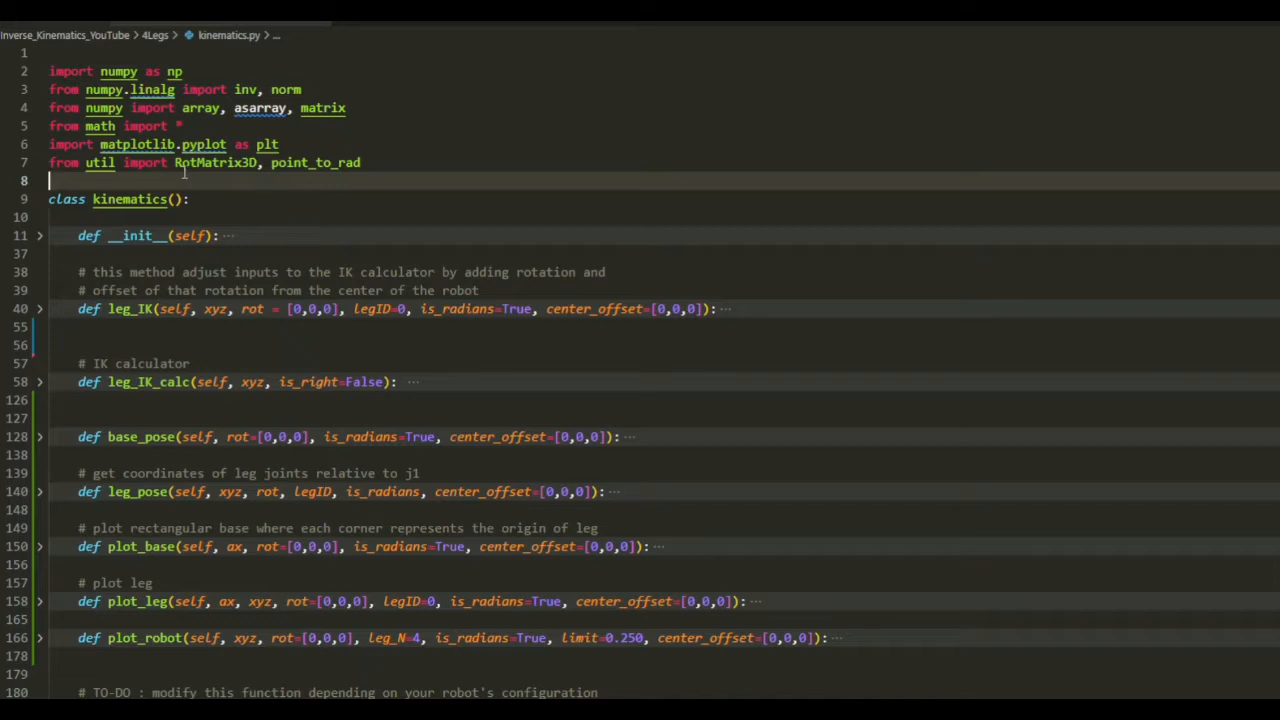 Inverse_Kinematics_YouTube > 4Legs > kinematics.py > ...
1
2 import numpy as np
3 from numpy.linalg import inv, norm
4 from numpy import array, asarray, matrix
5 from math import *
6 import matplotlib.pyplot as plt
7 from util import RotMatrix3D, point_to_rad
8
9 class kinematics():
10
11 > def __init__(self): ...
37
38 # this method adjust inputs to the IK calculator by adding rotation and
39 # offset of that rotation from the center of the robot
40 > def leg_IK(self, xyz, rot = [0,0,0], legID=0, is_radians=True, center_offset=[0,0,0]): ...
55
56
57 # IK calculator
58 > def leg_IK_calc(self, xyz, is_right=False): ...
126
127
128 > def base_pose(self, rot=[0,0,0], is_radians=True, center_offset=[0,0,0]): ...
138
139 # get coordinates of leg joints relative to j1
140 > def leg_pose(self, xyz, rot, legID, is_radians, center_offset=[0,0,0]): ...
148
149 # plot rectangular base where each corner represents the origin of leg
150 > def plot_base(self, ax, rot=[0,0,0], is_radians=True, center_offset=[0,0,0]): ...
156
157 # plot leg
158 > def plot_leg(self, ax, xyz, rot=[0,0,0], legID=0, is_radians=True, center_offset=[0,0,0]): ...
165
166 > def plot_robot(self, xyz, rot=[0,0,0], leg_N=4, is_radians=True, limit=0.250, center_offset=[0,0,0]): ...
178
179
180 # TO-DO : modify this function depending on your robot's configuration